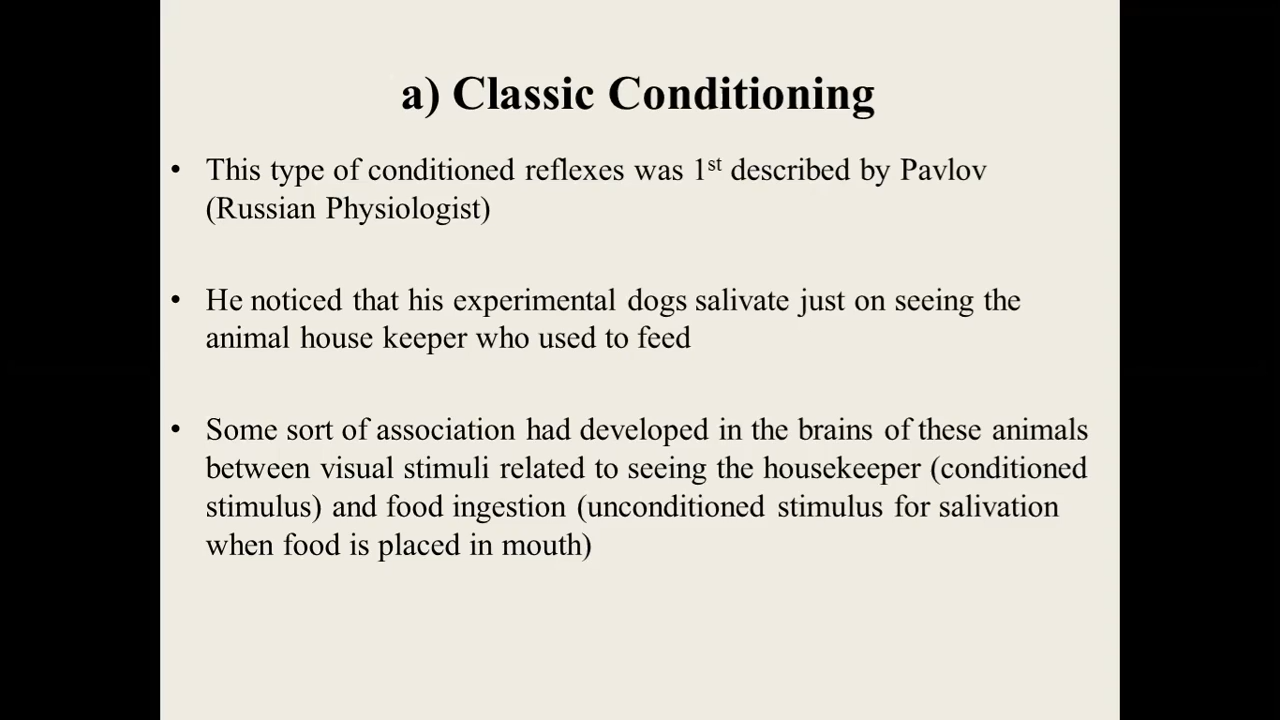 a) Classic Conditioning
• This type of conditioned reflexes was 1st described by Pavlov
(Russian Physiologist)
• He noticed that his experimental dogs salivate just on seeing the
animal house keeper who used to feed
• Some sort of association had developed in the brains of these animals
between visual stimuli related to seeing the housekeeper (conditioned
stimulus) and food ingestion (unconditioned stimulus for salivation
when food is placed in mouth)